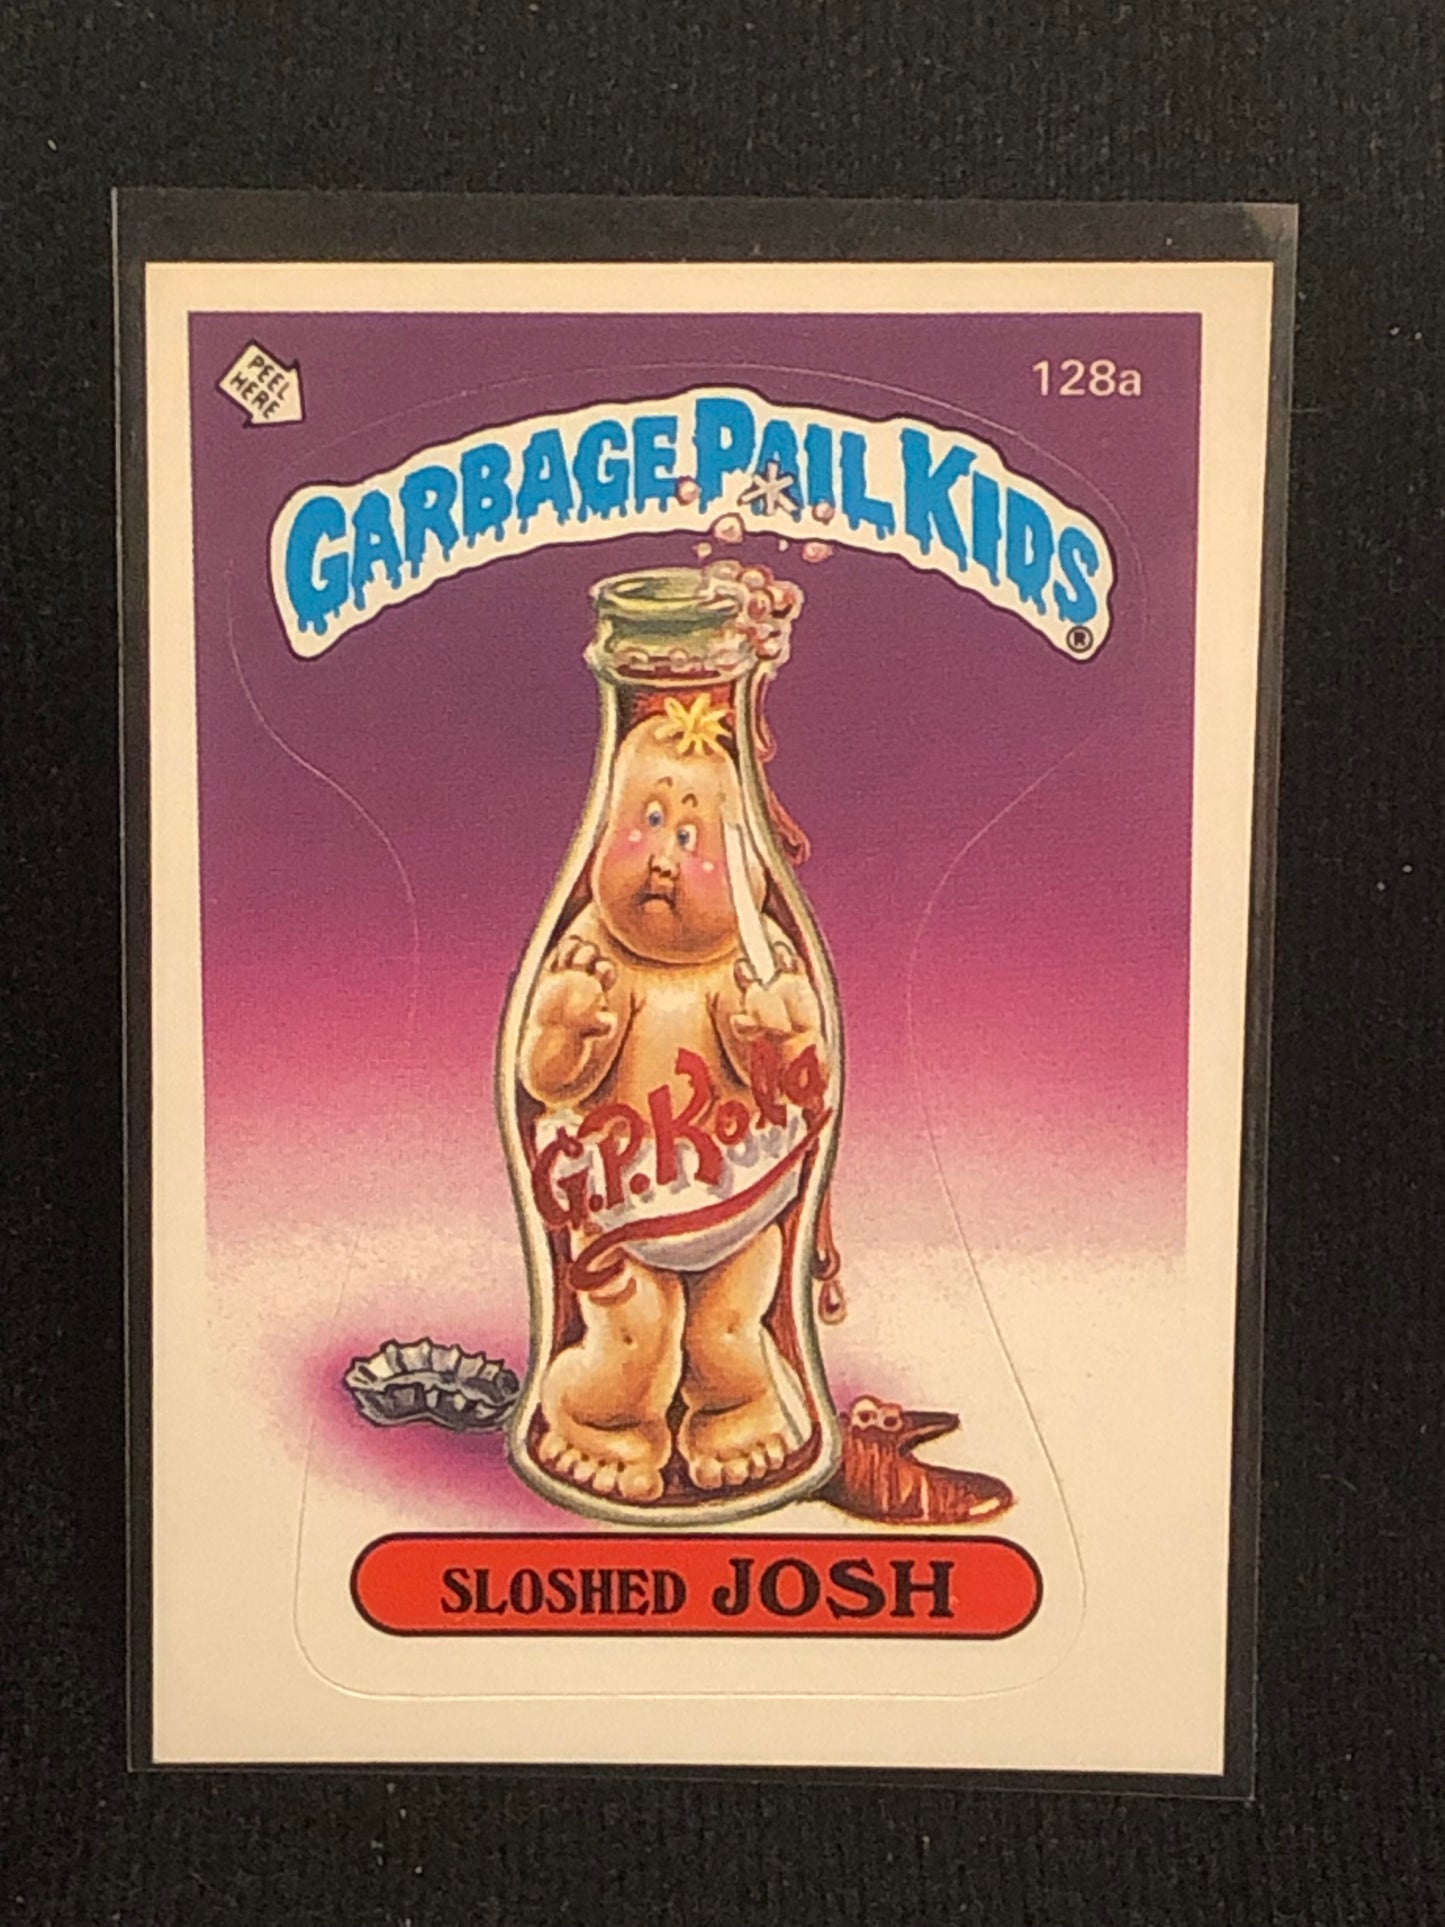 PEEL
HERE
128a
GARBAGE PAIL KIDS
®
G.P. Kola
SLOSHED JOSH